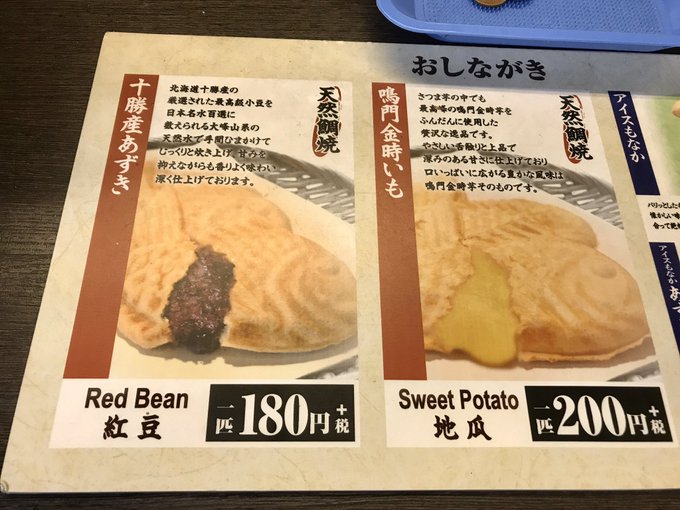 おしながき
十勝産あずき
天然鯛焼
北海道十勝産の
厳選された最高級小豆を
日本名水百選に
数えられる大峰山系の
天然水で手間ひまかけて
じっくりと炊き上げ、甘みを
抑えながらも香りよく味わい
深く仕上げております。
Red Bean
紅豆
一匹180円+税
鳴門金時いも
天然鯛焼
さつま芋の中でも
最高峰の鳴門金時芋を
ふんだんに使用した
贅沢な逸品です。
やさしい舌触りと上品で
深みのある甘さに仕上げており
口いっぱいに広がる豊かな風味は
鳴門金時芋そのものです。
Sweet Potato
地瓜
一匹200円+税
アイスもなか
アイスもなか